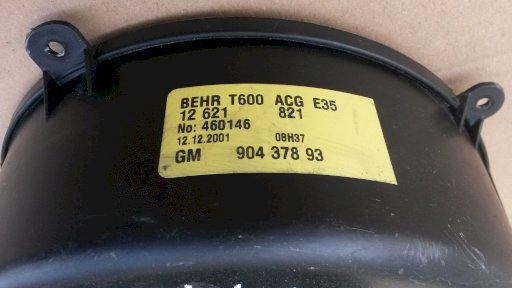 BEHR T600 ACG E35
12 621 821
No: 460146
12.12.2001 08H37
GM 904 378 93